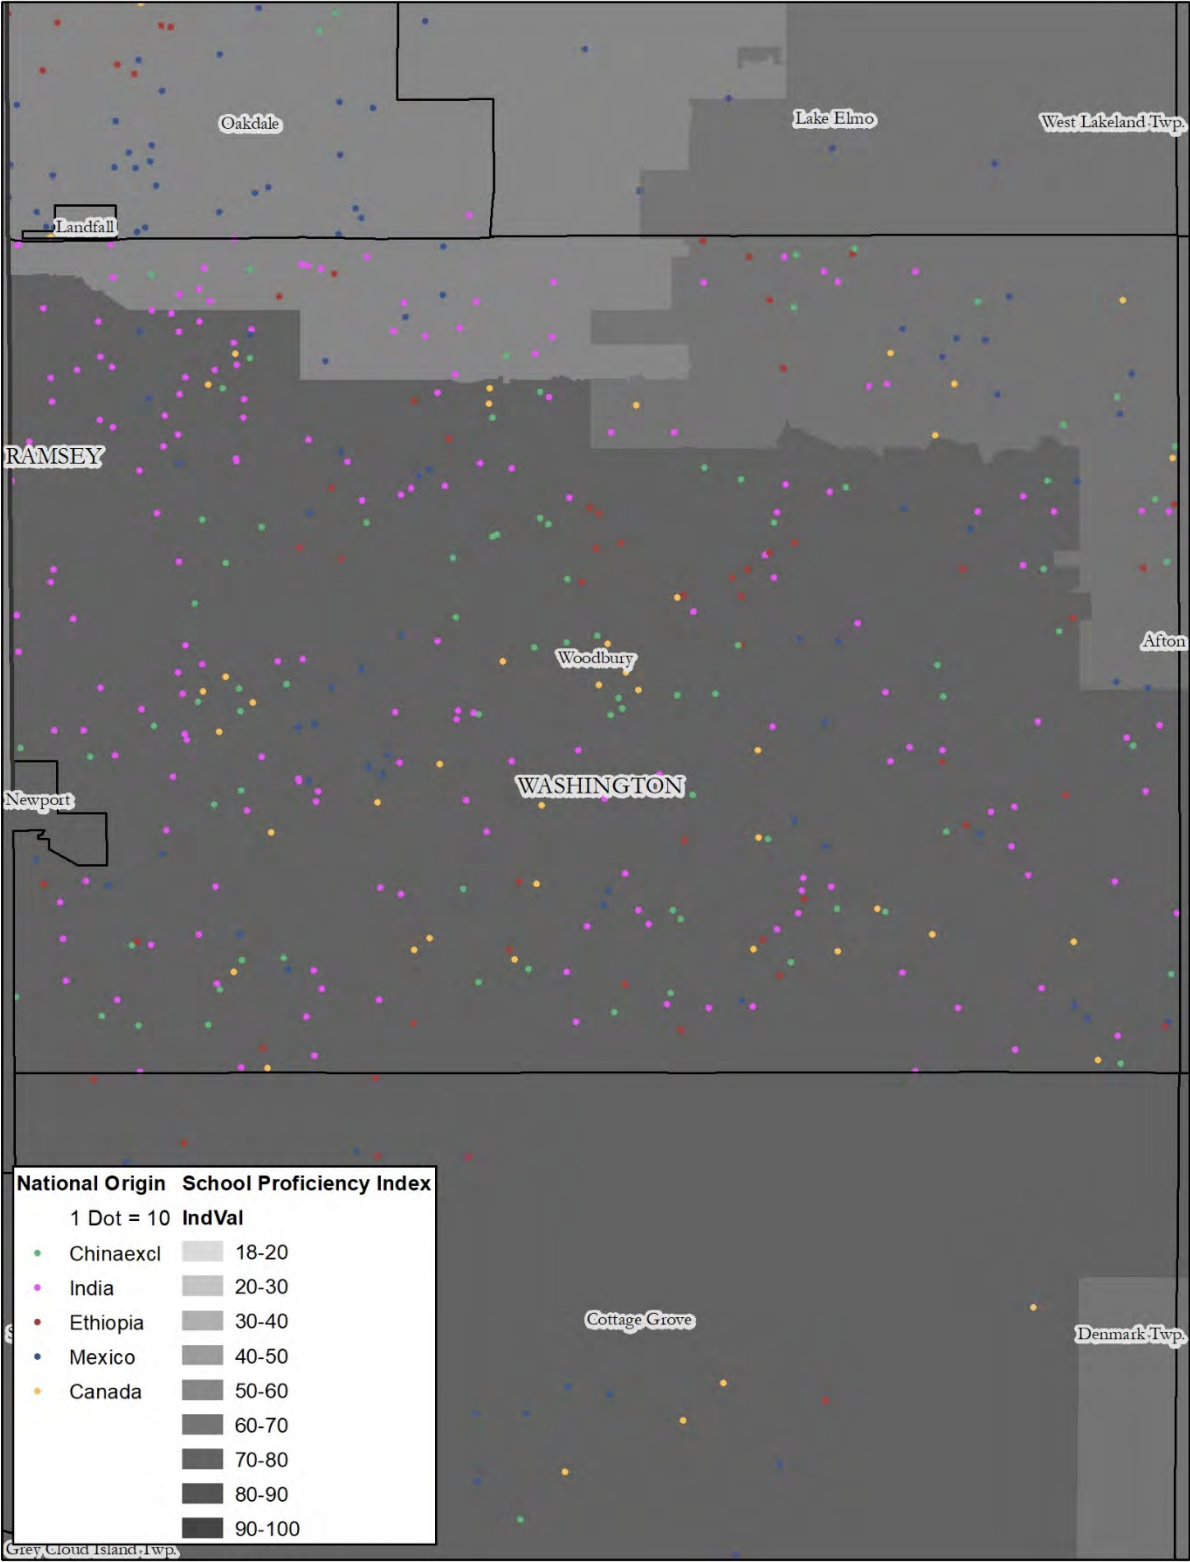 Oakdale
Lake Elmo
West Lakeland Twp.
Landfall
RAMSEY
Afton
Woodbury
WASHINGTON
Newport
National Origin School Proficiency Index
1 Dot = 10 IndVal
Chinaexcl 18-20
India 20-30
Ethiopia 30-40
Mexico 40-50
Canada 50-60
60-70
70-80
80-90
90-100
Cottage Grove
Denmark Twp.
Grey Cloud Island Twp.